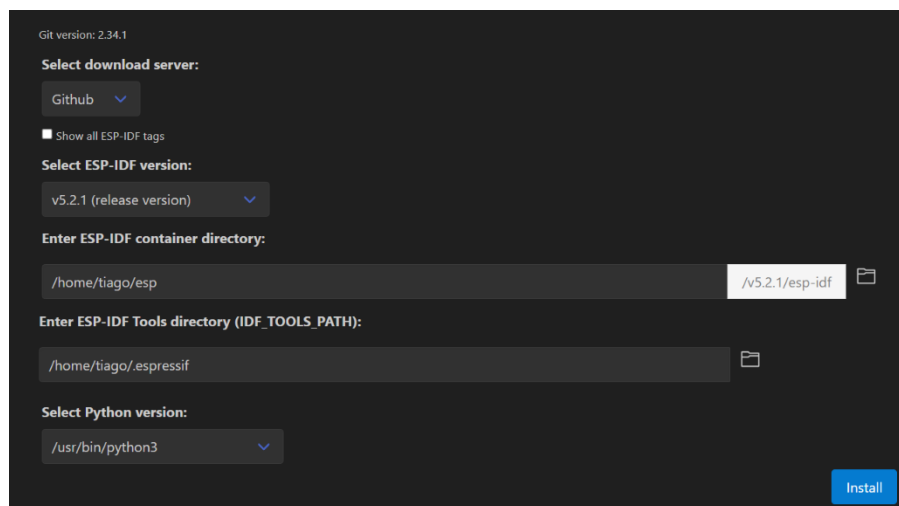 Git version: 2.34.1
Select download server:
Github
Show all ESP-IDF tags
Select ESP-IDF version:
v5.2.1 (release version)
Enter ESP-IDF container directory:
/home/tiago/esp /v5.2.1/esp-idf
Enter ESP-IDF Tools directory (IDF_TOOLS_PATH):
/home/tiago/.espressif
Select Python version:
/usr/bin/python3
Install